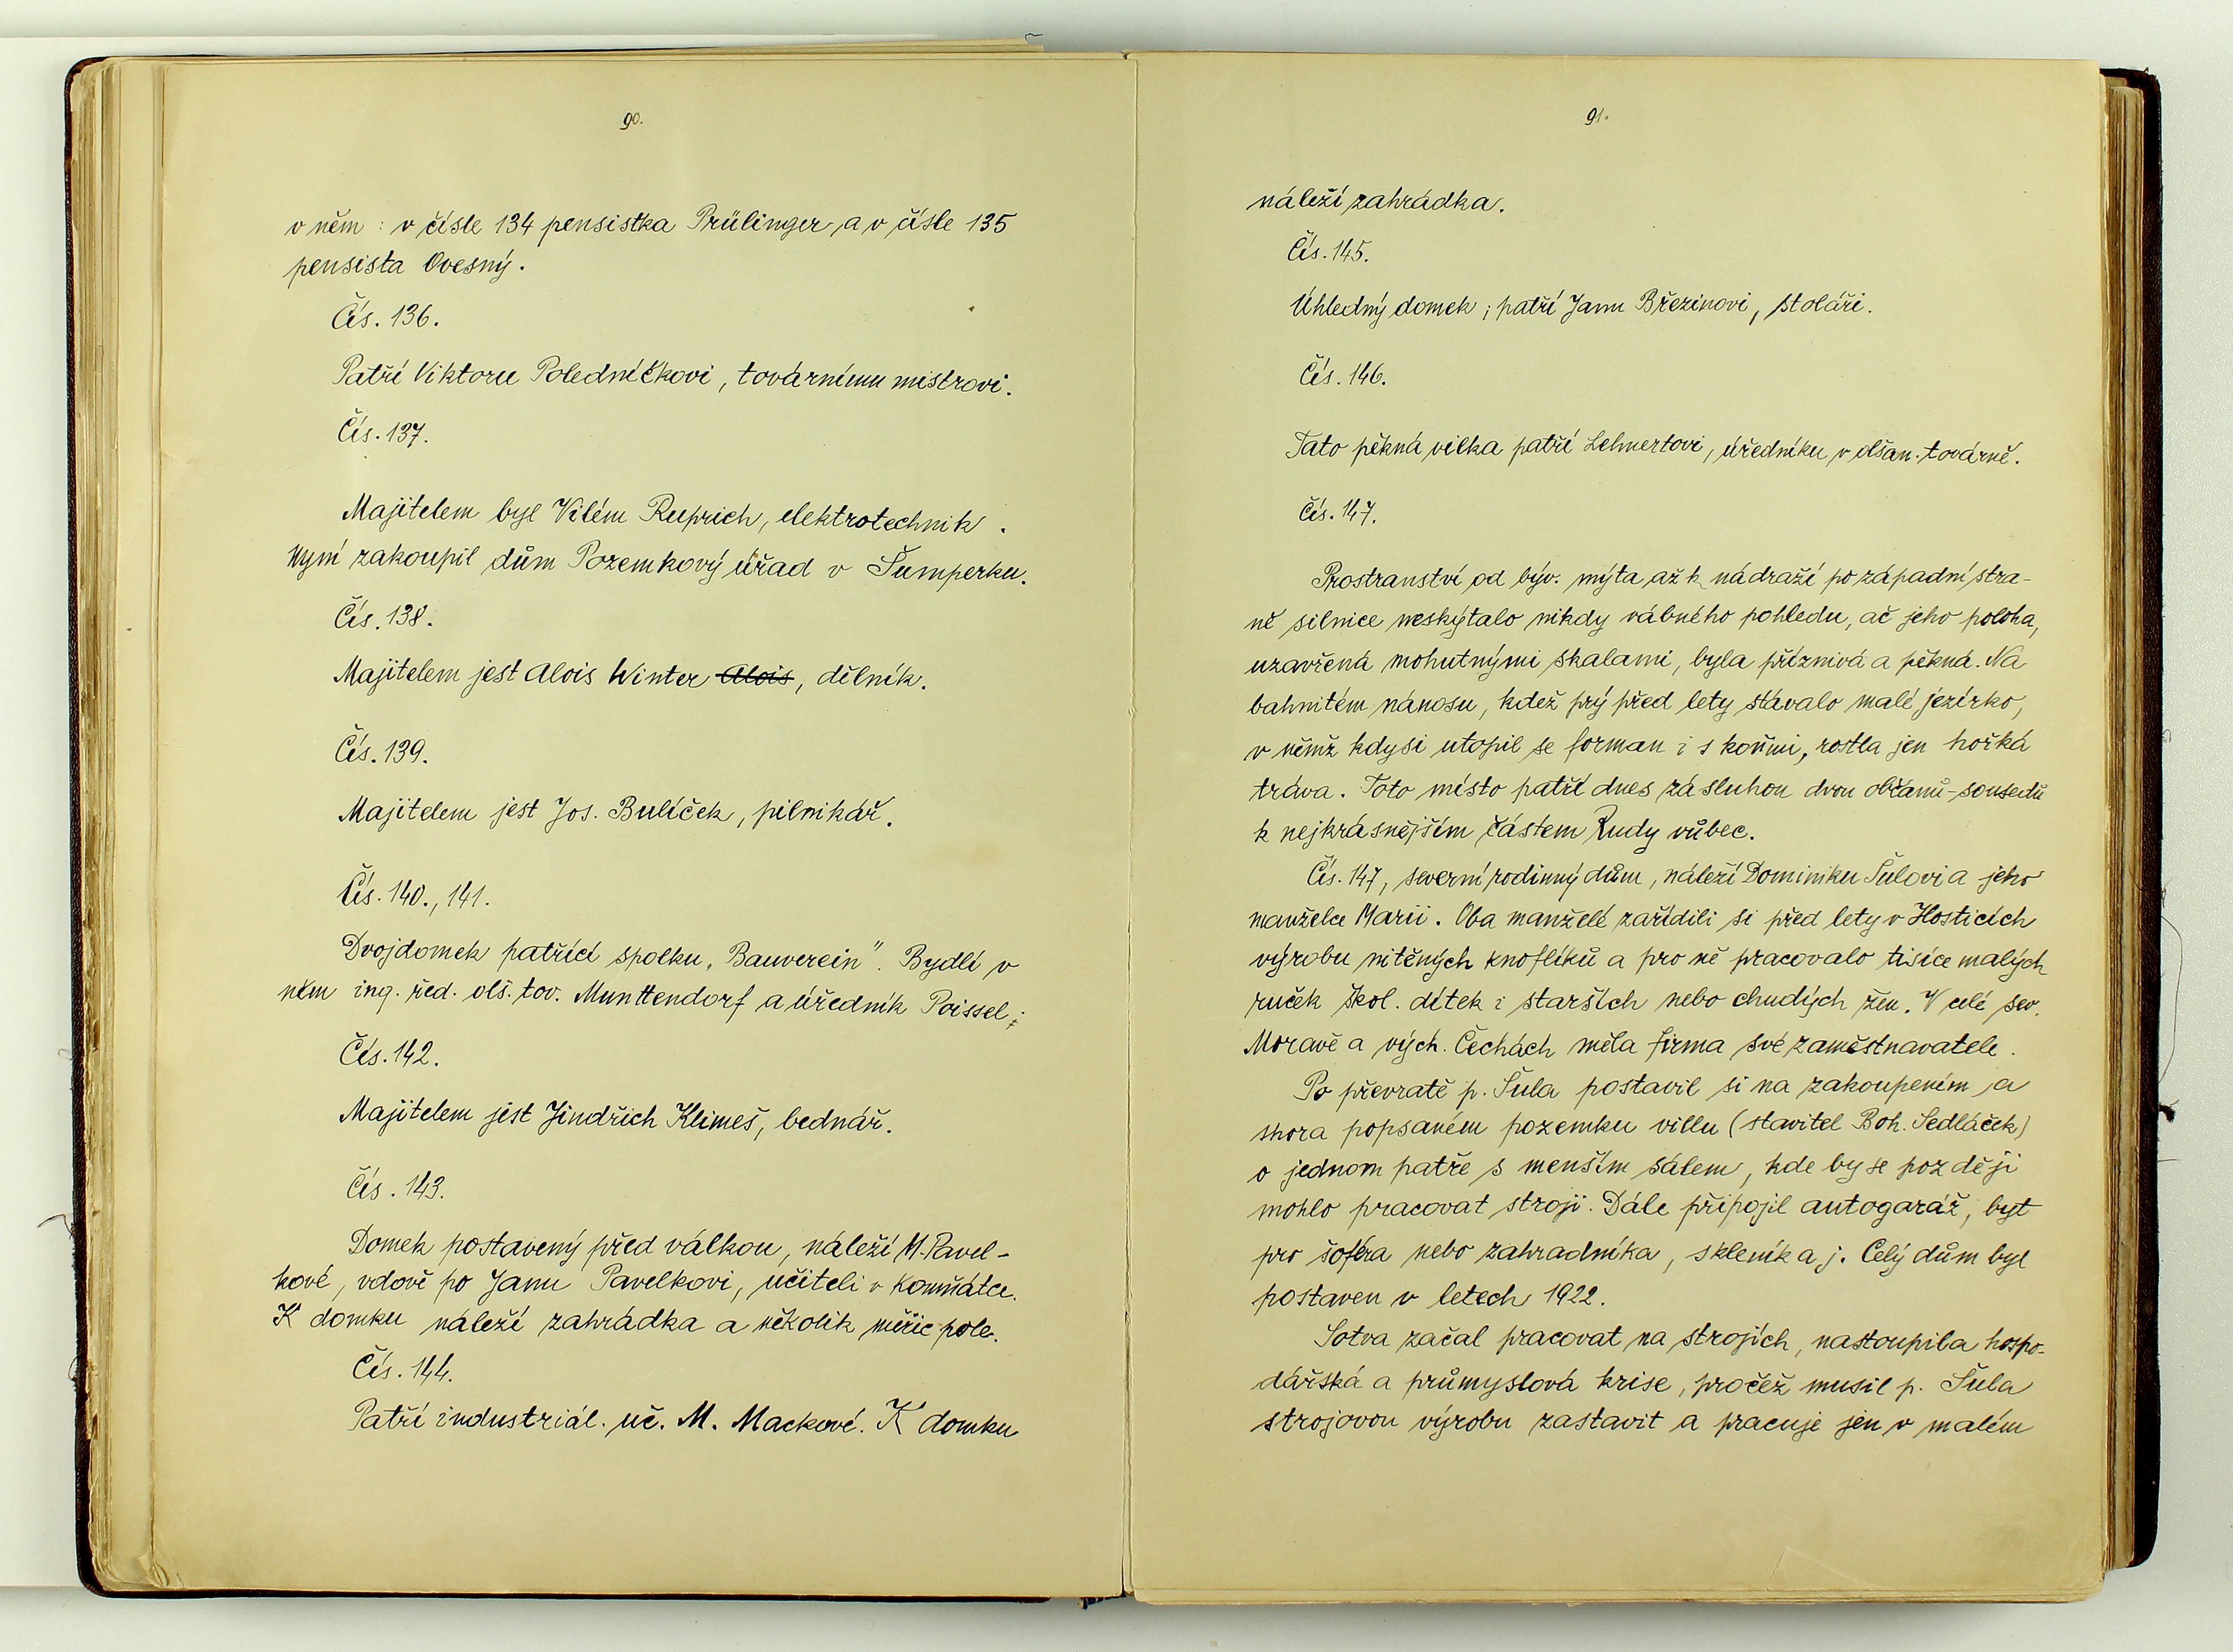 90.
v něm : v čísle 134 pensistka Prülinger, a v čísle 135
pensista Ovesný.
Čís. 136.
Patří Viktoru Poledníčkovi, továrnímu mistrovi.
Čís. 137.
Majitelem byl Vilém Ruprich, elektrotechnik.
Nyní zakoupil dům Pozemkový úřad v Šumperku.
Čís. 138.
Majitelem jest Alois Winter Alois, dělník.
Čís. 139.
Majitelem jest Jos. Bulíček, pilnikář.
Čís. 140., 141.
Dvojdomek patřící spolku „Bauverein". Bydlí v
něm ing. řed. olš. tov. Munttendorf a úředník Poissel.
Čís. 142.
Majitelem jest Jindřich Klimeš, bednář.
Čís. 143.
Domek postavený před válkou, náleží M. Pavel-
kové, vdově po Janu Pavelkovi, učiteli v Komňátce.
K domku náleží zahrádka a několik měřic pole.
Čís. 144.
Patří industriál. uč. M. Mackové. K domku
91.
náleží zahrádka.
Čís. 145.
Úhledný domek; patří Janu Březinovi, stoláři.
Čís. 146.
Tato pěkná vilka patří Lehnertovi, úředníku v olšan. továrně.
Čís. 147.
Prostranství od býv. mýta až k nádraží po západní stra-
ně silnice neskýtalo nikdy vábného pohledu, ač jeho poloha,
uzavřená mohutnými skalami, byla příznivá a pěkná. Na
bahnitém nánosu, kdež prý před lety stávalo malé jezírko,
v němž kdysi utopil se forman i s koňmi, rostla jen hořká
tráva. Toto místo patří dnes zásluhou dvou občanů-sousedů
k nejkrásnějším částem Rudy vůbec.
Čís. 147, severní rodinný dům, náleží Dominiku Šulovi a jeho
manželce Marii. Oba manželé zařídili si před lety v Hosticích
výrobu nitěných knoflíků a pro ně pracovalo tisíce malých
ruček škol. dítek i starších nebo chudých žen. V celé sev.
Moravě a vých. Čechách měla firma své zaměstnavatele.
Po převratě p. Šula postavil si na zakoupeném a
shora popsaném pozemku villu (stavitel Boh. Sedláček)
o jednom patře s menším sálem, kde by se později
mohlo pracovat stroji. Dále připojil autogaráž, byt
pro šoféra nebo zahradníka, skleník a j. Celý dům byl
postaven v letech 1922.
Sotva začal pracovat na strojích, nastoupila hospo-
dářská a průmyslová krise, pročež musil p. Šula
strojovou výrobu zastavit a pracuje jen v malém